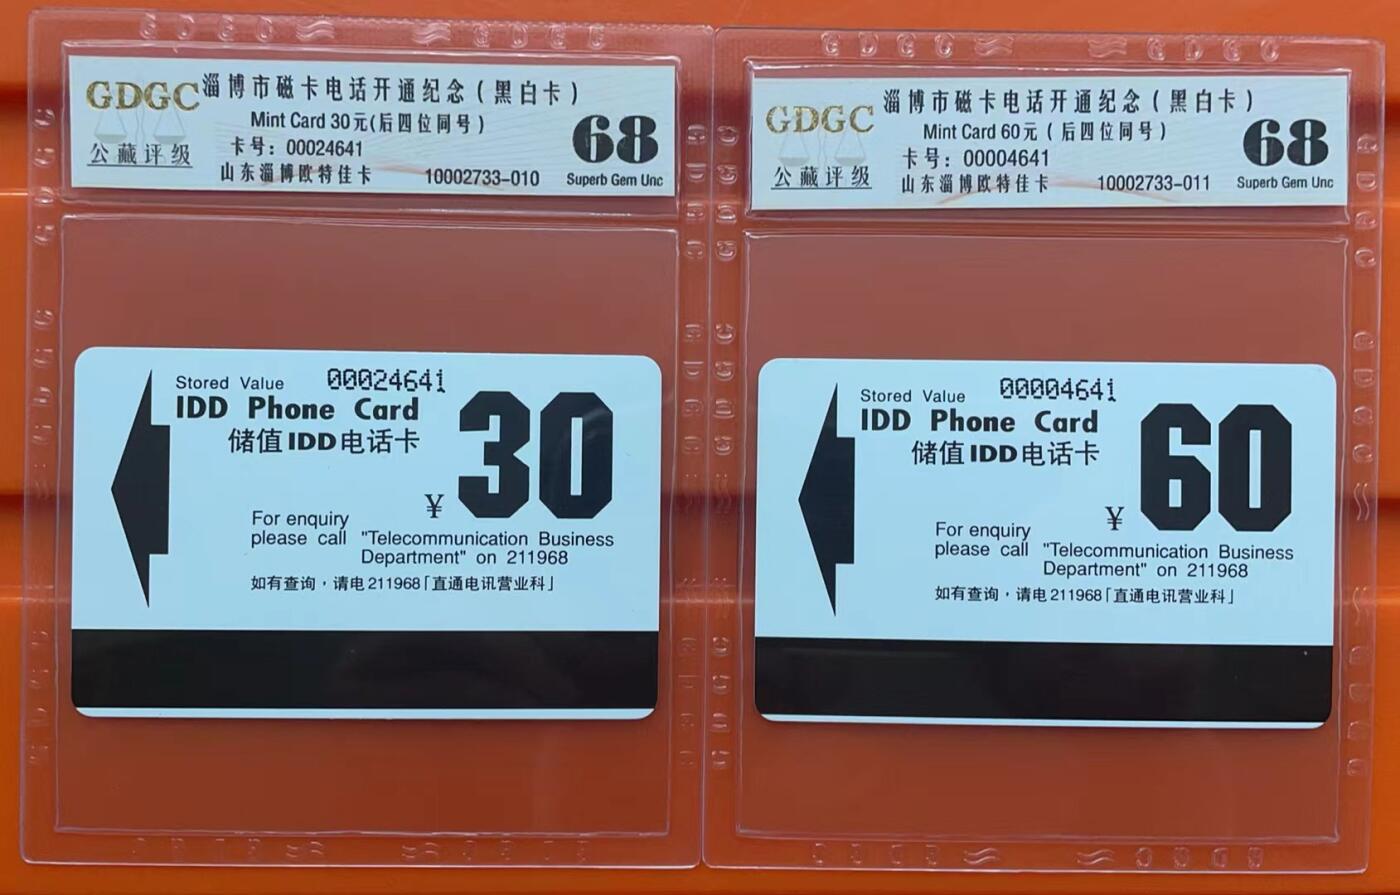 GDGC
公藏评级
淄博市磁卡电话开通纪念(黑白卡)
Mint Card 30元(后四位同号)
卡号：00024641
山东淄博欧特佳卡 10002733-010
68
Superb Gem Unc
Stored Value 00024641
IDD Phone Card
储值IDD电话卡
¥ 30
For enquiry
please call "Telecommunication Business
Department" on 211968
如有查询，请电211968「直通电讯营业科」
GDGC
公藏评级
淄博市磁卡电话开通纪念(黑白卡)
Mint Card 60元(后四位同号)
卡号：00004641
山东淄博欧特佳卡 10002733-011
68
Superb Gem Unc
Stored Value 00004641
IDD Phone Card
储值IDD电话卡
¥ 60
For enquiry
please call "Telecommunication Business
Department" on 211968
如有查询，请电211968「直通电讯营业科」